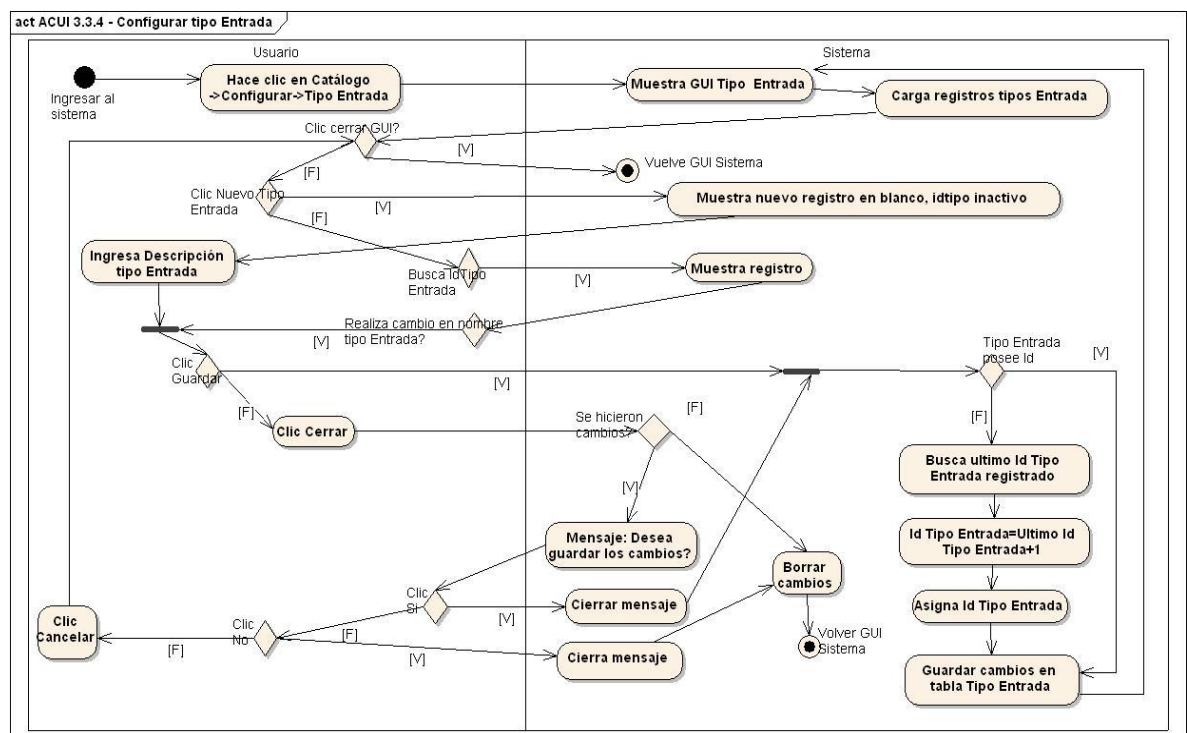 act ACUI 3.3.4 - Configurar tipo Entrada
Usuario
Sistema
Ingresar al
sistema
Hace clic en Catálogo
->Configurar->Tipo Entrada
Muestra GUI Tipo Entrada
Carga registros tipos Entrada
Clic cerrar GUI?
[V]
[F]
Vuelve GUI Sistema
Clic Nuevo Tipo
Entrada
[V]
[F]
Muestra nuevo registro en blanco, idtipo inactivo
Ingresa Descripción
tipo Entrada
Busca IdTipo
Entrada
[V]
Muestra registro
Realiza cambio en nombre
tipo Entrada?
[V]
Clic
Guardar
[V]
[F]
Tipo Entrada
posee Id
[V]
[F]
Clic Cerrar
Se hicieron
cambios?
[F]
[V]
Busca ultimo Id Tipo
Entrada registrado
Id Tipo Entrada=Ultimo Id
Tipo Entrada+1
Mensaje: Desea
guardar los cambios?
Borrar
cambios
Clic
Si
[V]
[F]
Cierrar mensaje
Asigna Id Tipo Entrada
Clic
Cancelar
[F]
Clic
No
[V]
Cierra mensaje
Volver GUI
Sistema
Guardar cambios en
tabla Tipo Entrada